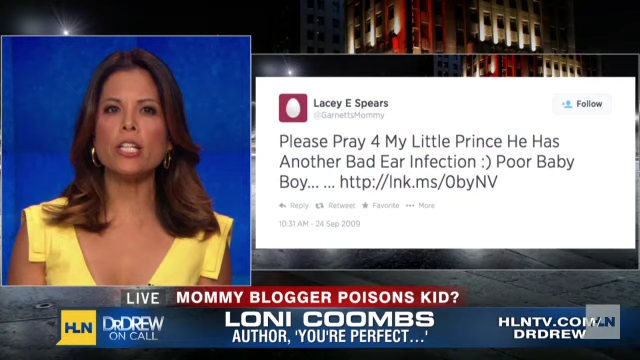 Lacey E Spears
@GarnettsMommy
Follow
Please Pray 4 My Little Prince He Has
Another Bad Ear Infection :) Poor Baby
Boy... ... http://lnk.ms/0byNV
Reply Retweet Favorite More
10:31 AM - 24 Sep 2009
LIVE MOMMY BLOGGER POISONS KID?
HLN DR DREW ON CALL
LONI COOMBS
AUTHOR, 'YOU'RE PERFECT...'
HLNTV.COM/
DRDREW